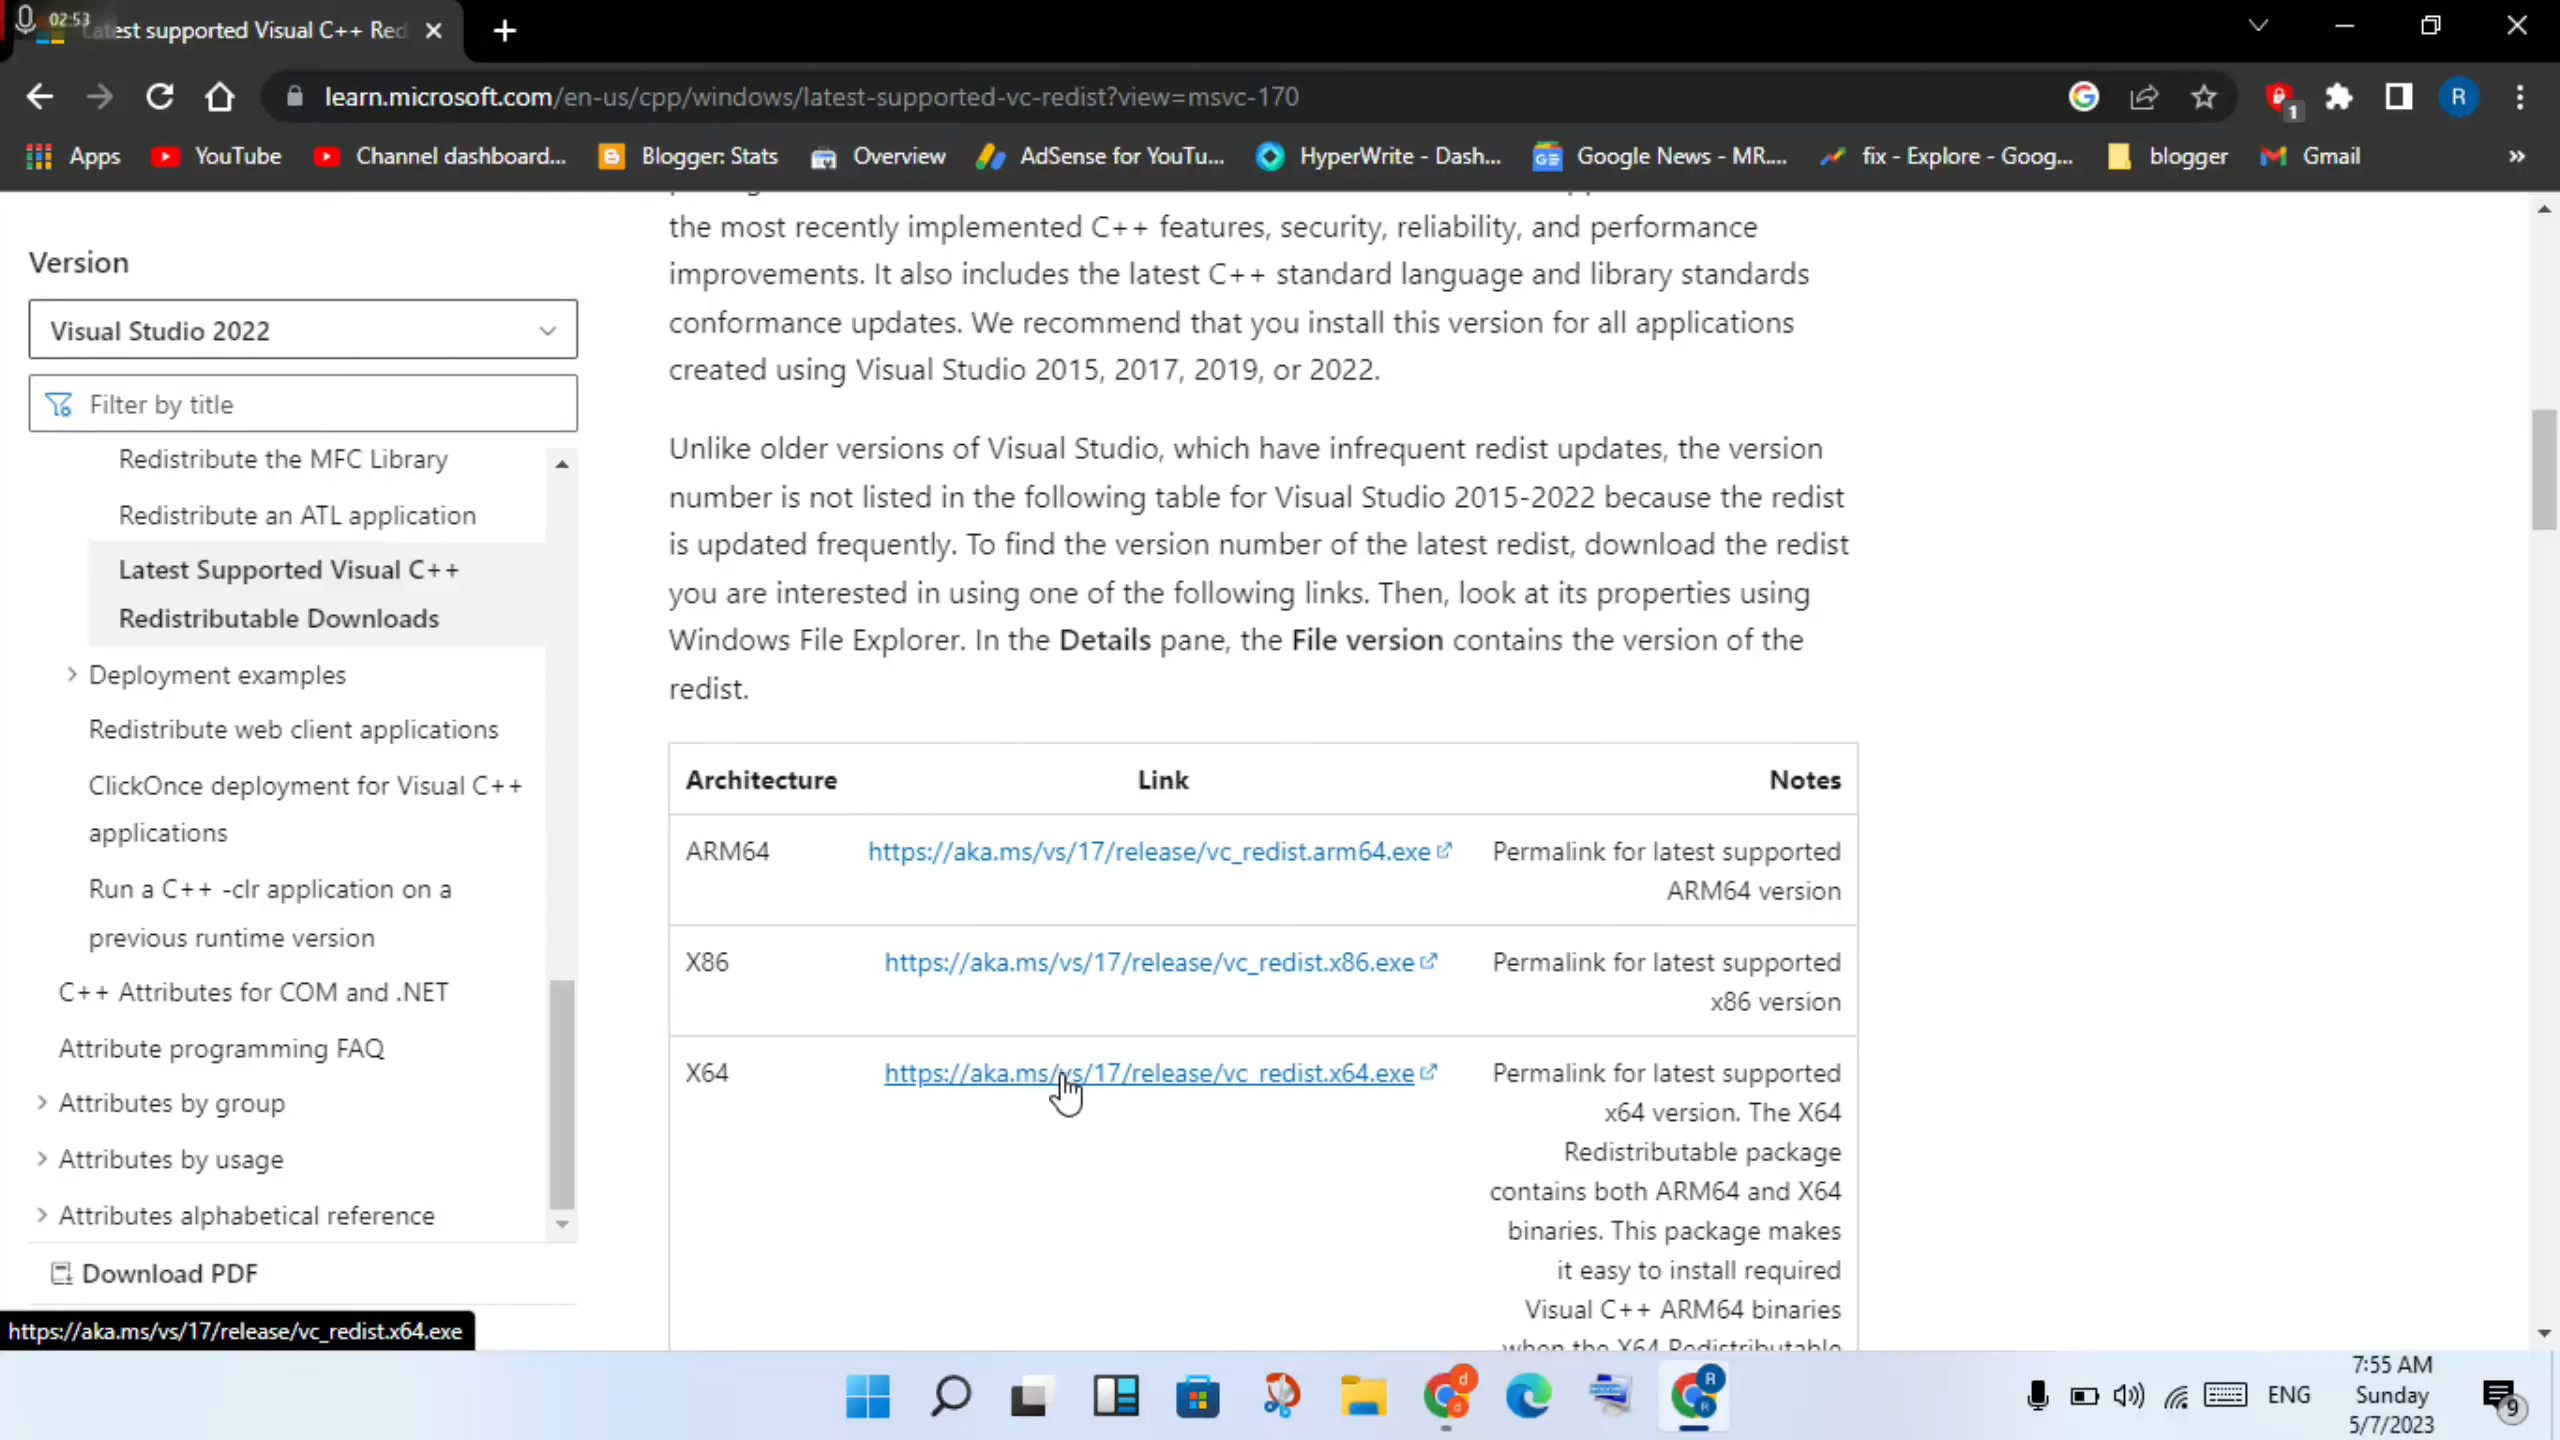 02:53
atest supported Visual C++ Red
learn.microsoft.com/en-us/cpp/windows/latest-supported-vc-redist?view=msvc-170
1
R
Apps
YouTube
Channel dashboard...
Blogger: Stats
Overview
AdSense for YouTu...
HyperWrite - Dash...
Google News - MR....
fix - Explore - Goog...
blogger
Gmail
»
Version
Visual Studio 2022
Filter by title
Redistribute the MFC Library
Redistribute an ATL application
Latest Supported Visual C++
Redistributable Downloads
Deployment examples
Redistribute web client applications
ClickOnce deployment for Visual C++
applications
Run a C++ -clr application on a
previous runtime version
C++ Attributes for COM and .NET
Attribute programming FAQ
Attributes by group
Attributes by usage
Attributes alphabetical reference
Download PDF
https://aka.ms/vs/17/release/vc_redist.x64.exe
the most recently implemented C++ features, security, reliability, and performance
improvements. It also includes the latest C++ standard language and library standards
conformance updates. We recommend that you install this version for all applications
created using Visual Studio 2015, 2017, 2019, or 2022.
Unlike older versions of Visual Studio, which have infrequent redist updates, the version
number is not listed in the following table for Visual Studio 2015-2022 because the redist
is updated frequently. To find the version number of the latest redist, download the redist
you are interested in using one of the following links. Then, look at its properties using
Windows File Explorer. In the Details pane, the File version contains the version of the
redist.
Architecture Link Notes
ARM64 https://aka.ms/vs/17/release/vc_redist.arm64.exe Permalink for latest supported
ARM64 version
X86 https://aka.ms/vs/17/release/vc_redist.x86.exe Permalink for latest supported
x86 version
X64 https://aka.ms/vs/17/release/vc_redist.x64.exe Permalink for latest supported
x64 version. The X64
Redistributable package
contains both ARM64 and X64
binaries. This package makes
it easy to install required
Visual C++ ARM64 binaries
when the X64 Redistributable
d
R
ENG
7:55 AM
Sunday
5/7/2023
9